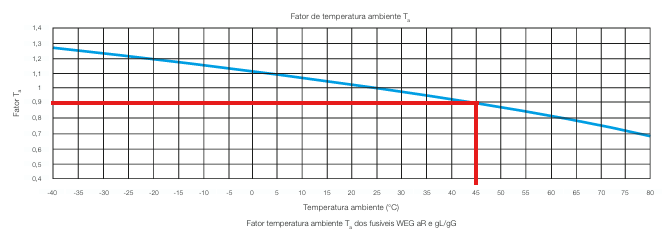 Fator de temperatura ambiente Ta
1,4
1,3
1,2
1,1
1
0,9
0,8
0,7
0,6
0,5
0,4
Fator Ta
-40 -35 -30 -25 -20 -15 -10 -5 0 5 10 15 20 25 30 35 40 45 50 55 60 65 70 75 80
Temperatura ambiente (°C)
Fator temperatura ambiente Ta dos fusíveis WEG aR e gL/gG